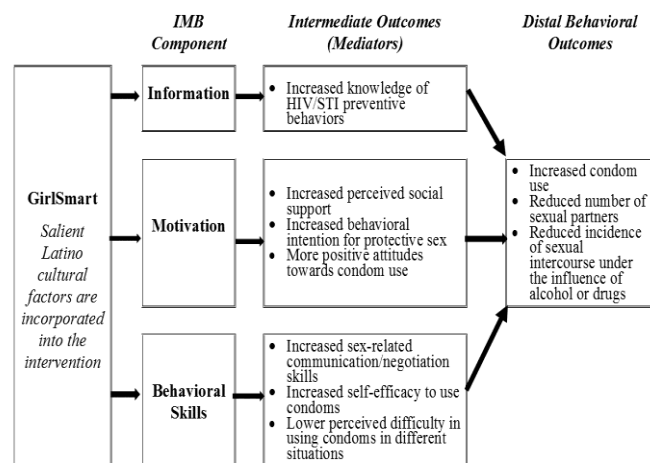 IMB
Component
Intermediate Outcomes
(Mediators)
Distal Behavioral
Outcomes
GirlSmart
Salient
Latino
cultural
factors are
incorporated
into the
intervention
Information
• Increased knowledge of
HIV/STI preventive
behaviors
Motivation
• Increased perceived social
support
• Increased behavioral
intention for protective sex
• More positive attitudes
towards condom use
Behavioral
Skills
• Increased sex-related
communication/negotiation
skills
• Increased self-efficacy to use
condoms
• Lower perceived difficulty in
using condoms in different
situations
• Increased condom
use
• Reduced number of
sexual partners
• Reduced incidence
of sexual
intercourse under
the influence of
alcohol or drugs